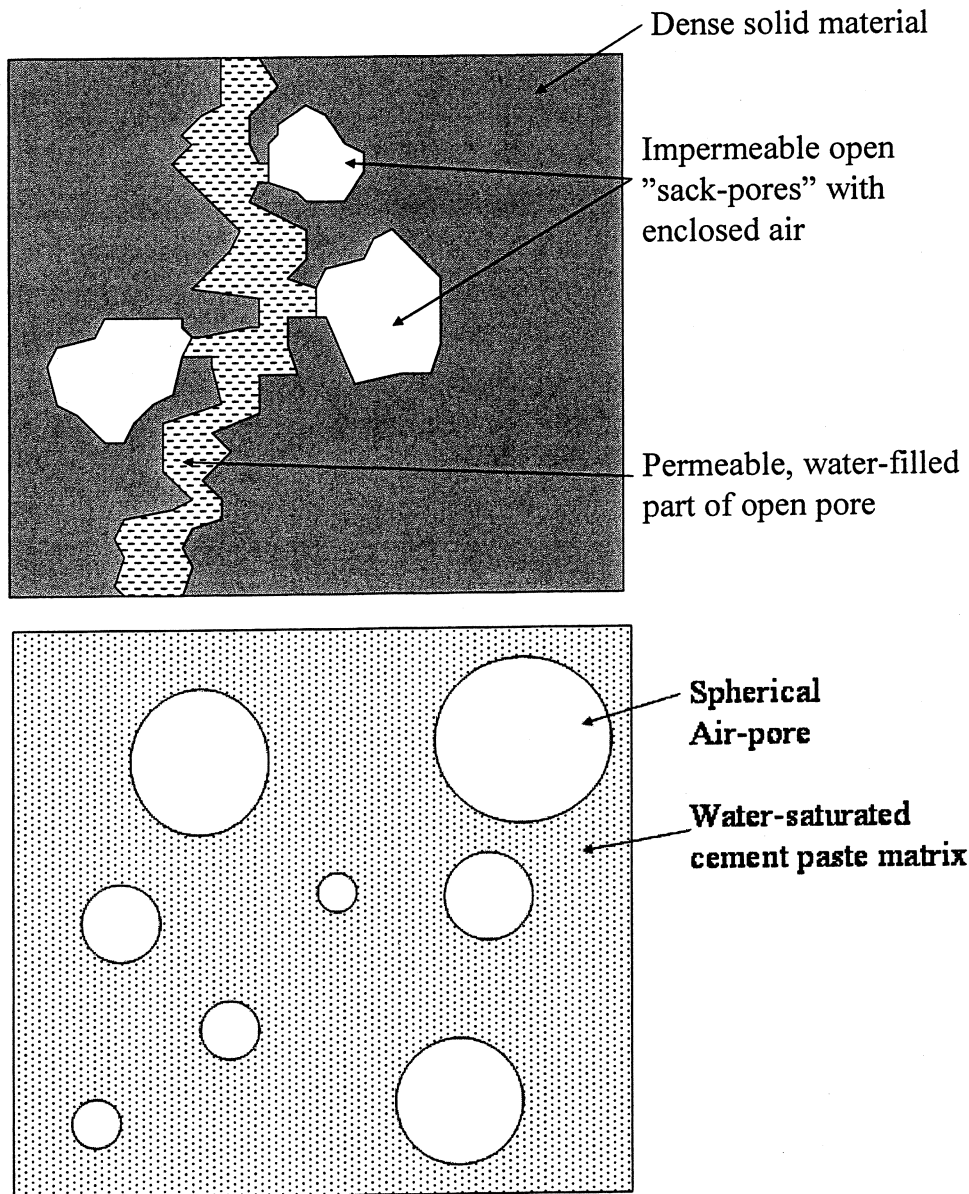 Dense solid material
Impermeable open
”sack-pores” with
enclosed air
Permeable, water-filled
part of open pore
Spherical
Air-pore
Water-saturated
cement paste matrix